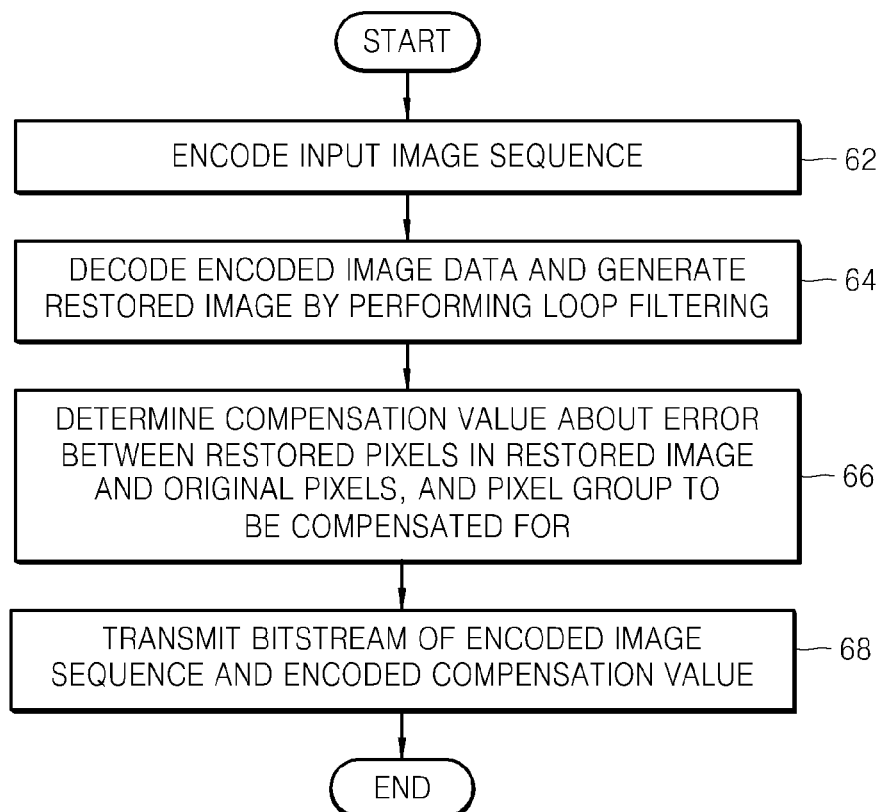 START
ENCODE INPUT IMAGE SEQUENCE
62
DECODE ENCODED IMAGE DATA AND GENERATE
RESTORED IMAGE BY PERFORMING LOOP FILTERING
64
DETERMINE COMPENSATION VALUE ABOUT ERROR
BETWEEN RESTORED PIXELS IN RESTORED IMAGE
AND ORIGINAL PIXELS, AND PIXEL GROUP TO
BE COMPENSATED FOR
66
TRANSMIT BITSTREAM OF ENCODED IMAGE
SEQUENCE AND ENCODED COMPENSATION VALUE
68
END